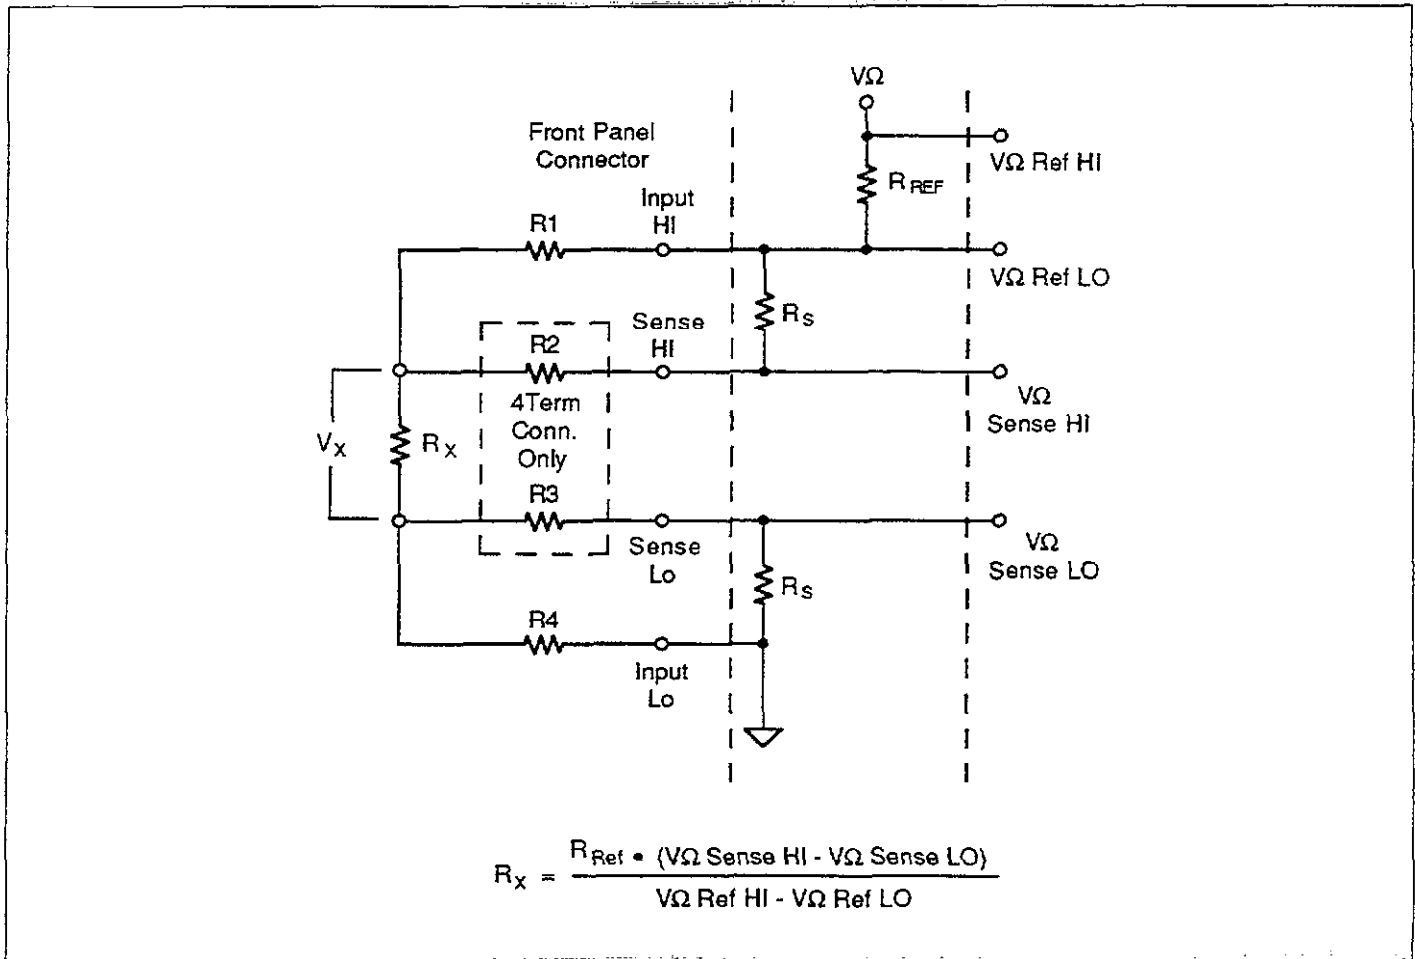 VΩ
Front Panel
Connector
VΩ Ref HI
R REF
Input
HI
R1
VΩ Ref LO
Sense
HI
RS
R2
4Term
Conn.
Only
VΩ
Sense HI
VX
RX
R3
Sense
Lo
VΩ
Sense LO
RS
R4
Input
Lo
RX = RRef • (VΩ Sense HI - VΩ Sense LO)
VΩ Ref HI - VΩ Ref LO